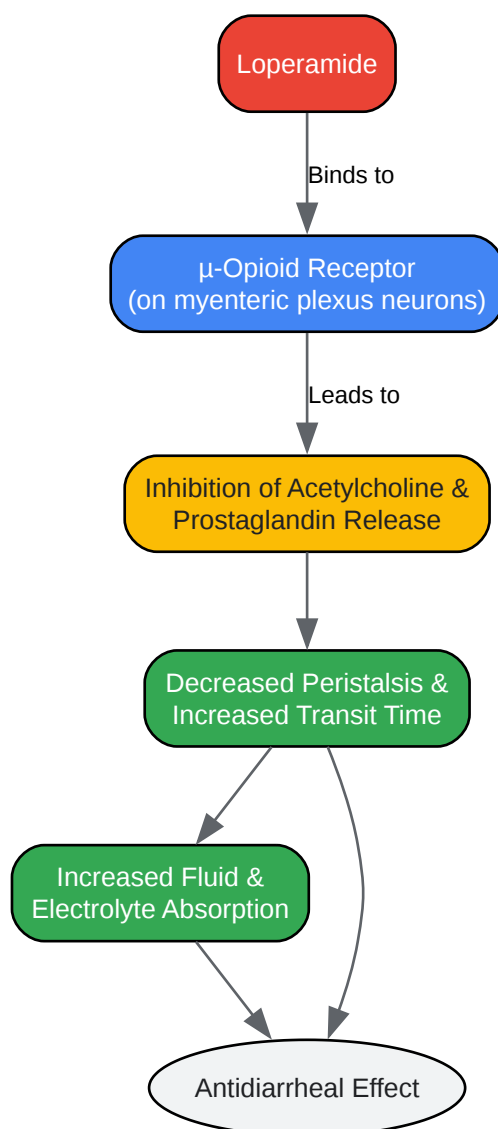 Loperamide
Binds to
µ-Opioid Receptor
(on myenteric plexus neurons)
Leads to
Inhibition of Acetylcholine &
Prostaglandin Release
Decreased Peristalsis &
Increased Transit Time
Increased Fluid &
Electrolyte Absorption
Antidiarrheal Effect